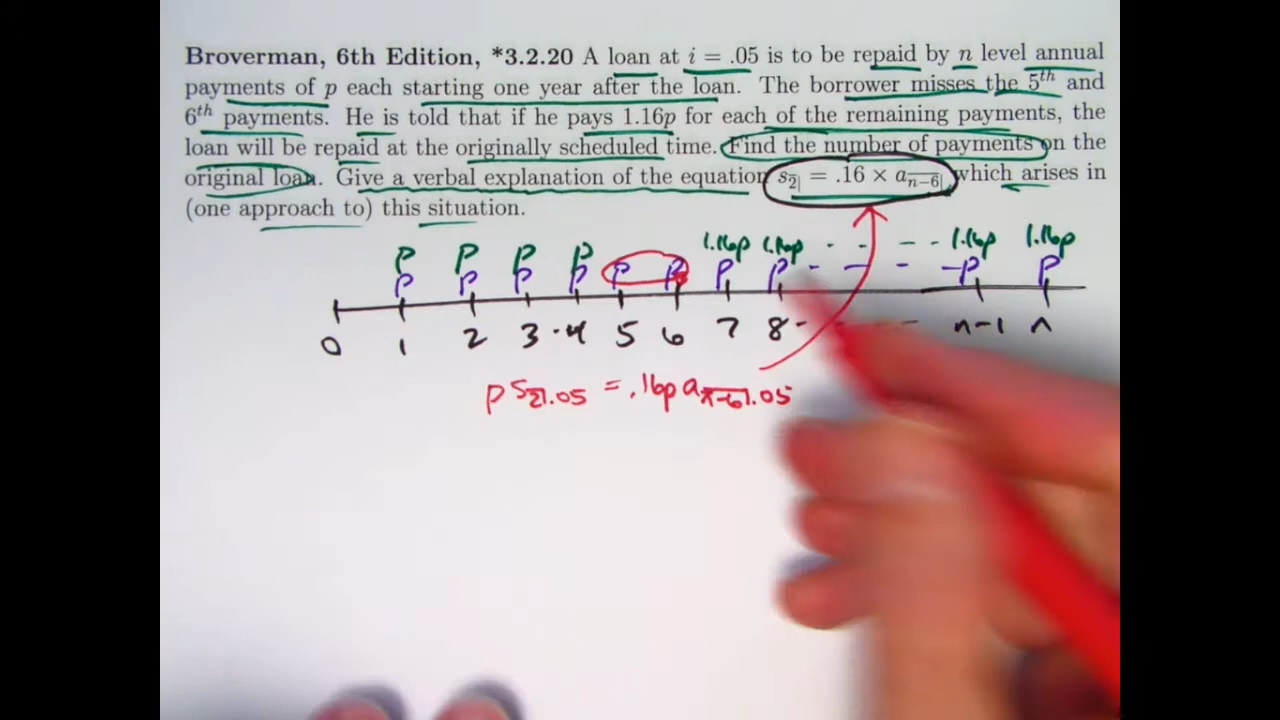 Broverman, 6th Edition, *3.2.20 A loan at i = .05 is to be repaid by n level annual
payments of p each starting one year after the loan. The borrower misses the 5th and
6th payments. He is told that if he pays 1.16p for each of the remaining payments, the
loan will be repaid at the originally scheduled time. Find the number of payments on the
original loan. Give a verbal explanation of the equation s2| = .16 × an−6| which arises in
(one approach to) this situation.
p p p p 1.16p 1.16p - - - - 1.16p 1.16p
p p p p p p p p - - - - p p
0 1 2 3 4 5 6 7 8 - - - n-1 n
p s2|.05 = .16p an-6|.05